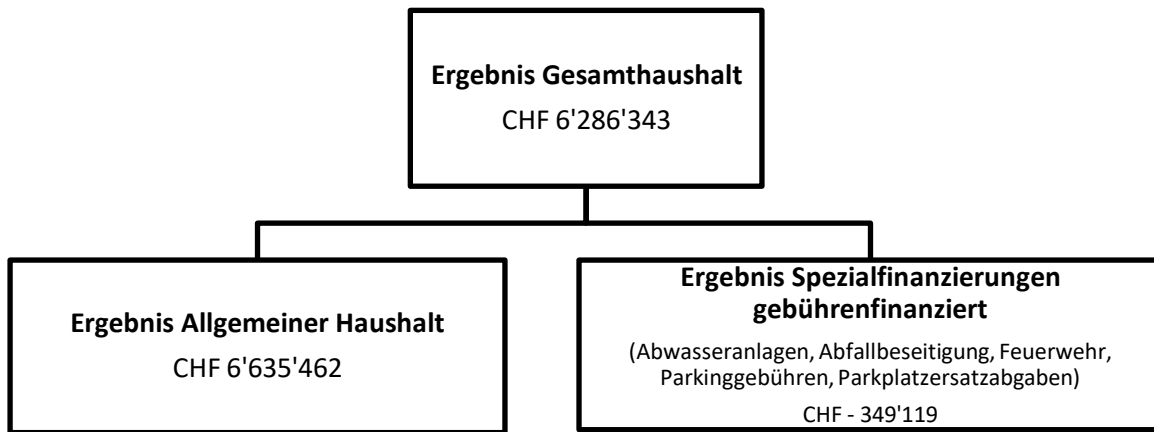 Ergebnis Gesamthaushalt
CHF 6'286'343
Ergebnis Allgemeiner Haushalt
CHF 6'635'462
Ergebnis Spezialfinanzierungen
gebührenfinanziert
(Abwasseranlagen, Abfallbeseitigung, Feuerwehr,
Parkinggebühren, Parkplatzersatzabgaben)
CHF - 349'119